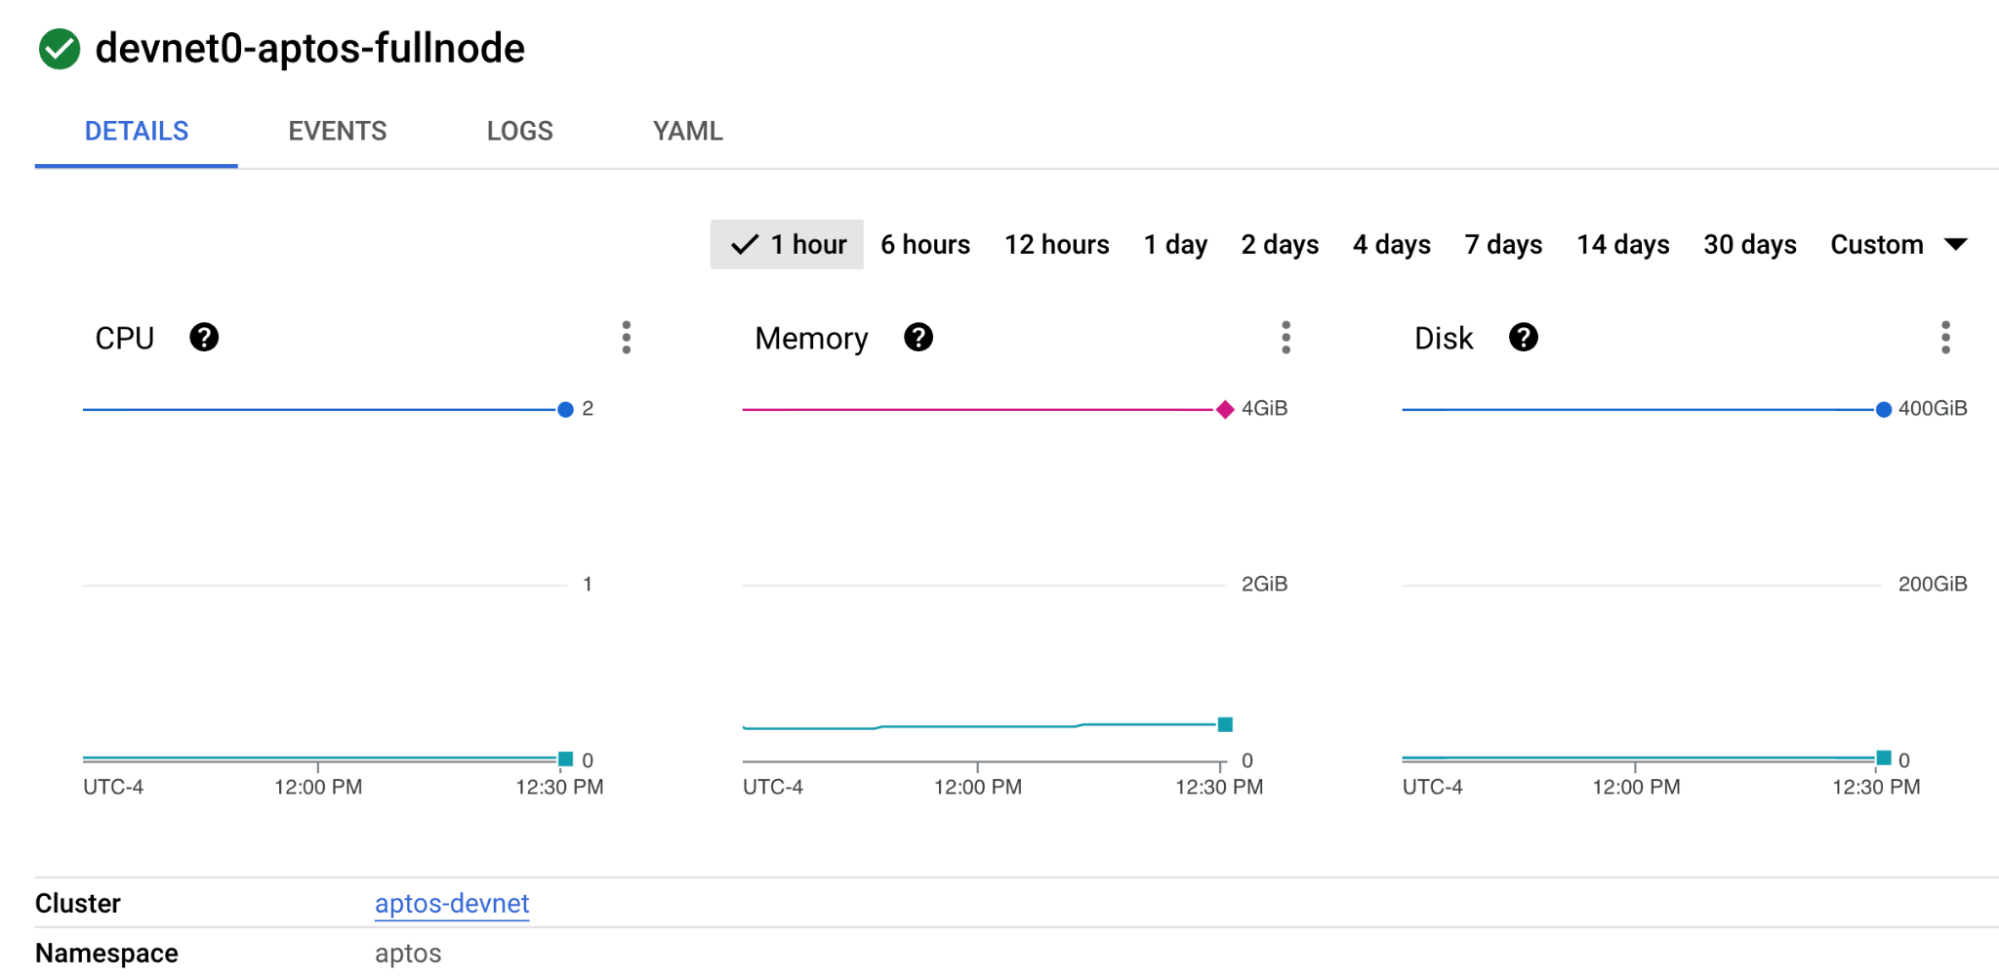 devnet0-aptos-fullnode
DETAILS EVENTS LOGS YAML
1 hour 6 hours 12 hours 1 day 2 days 4 days 7 days 14 days 30 days Custom
CPU ? Memory ? Disk ?
2 4GiB 400GiB
1 2GiB 200GiB
0 0 0
UTC-4 12:00 PM 12:30 PM UTC-4 12:00 PM 12:30 PM UTC-4 12:00 PM 12:30 PM
Cluster aptos-devnet
Namespace aptos